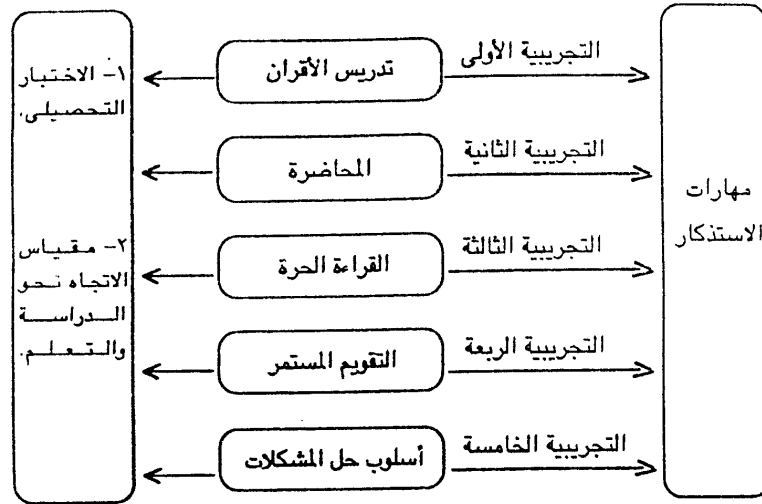 مهارات
الاستذكار
التجريبية الأولى
تدريس الأقران
التجريبية الثانية
المحاضرة
التجريبية الثالثة
القراءة الحرة
التجريبية الربعة
التقويم المستمر
التجريبية الخامسة
أسلوب حل المشكلات
١- الاختبار
التحصيلى.
٢- مقياس
الاتجاه نحو
الدراسة
والتعلم.